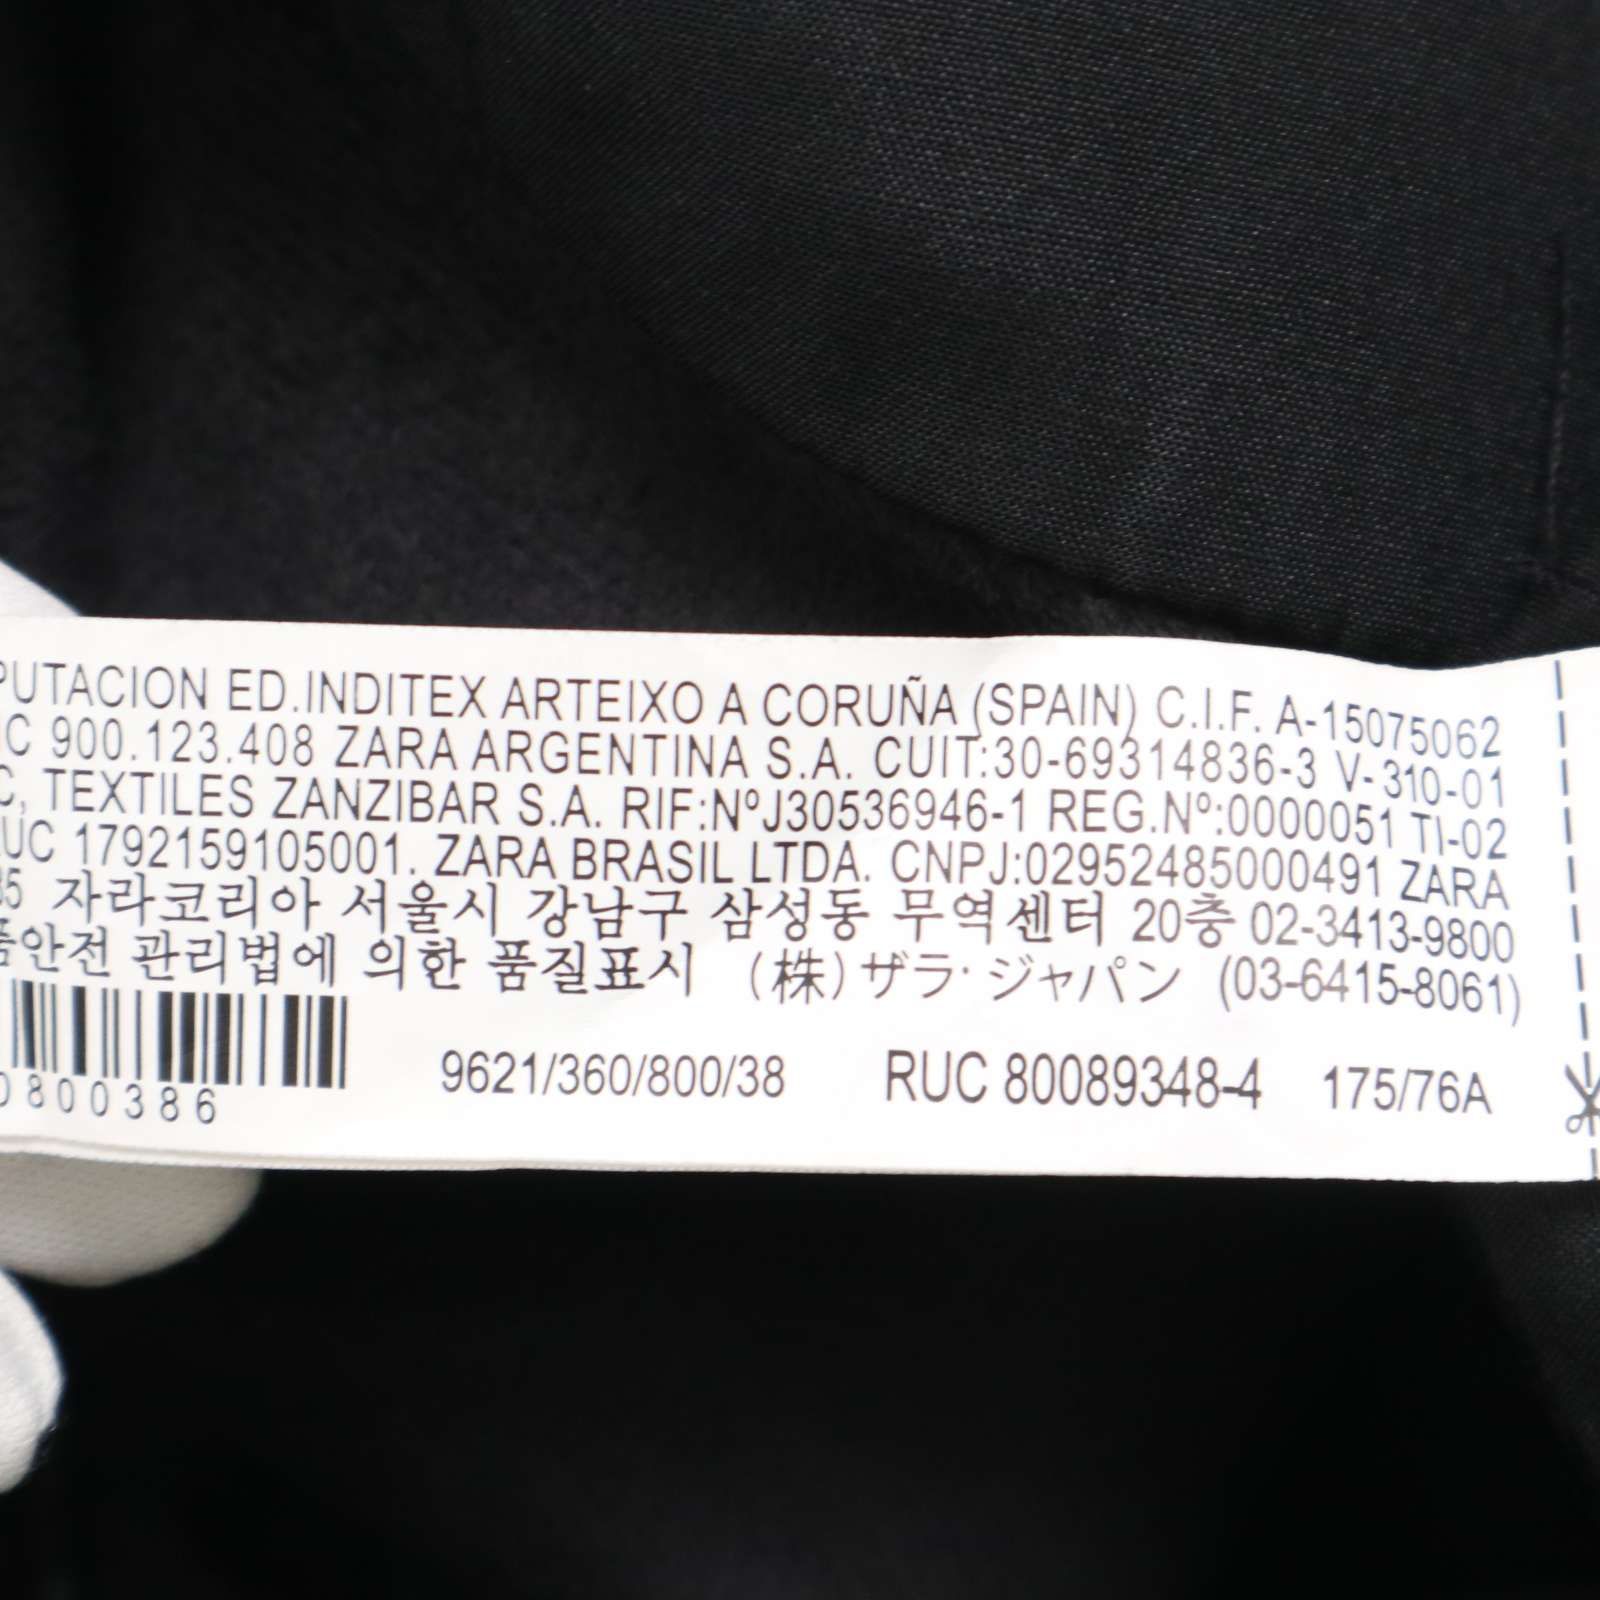 PUTACION ED.INDITEX ARTEIXO A CORUÑA (SPAIN) C.I.F. A-15075062
IC 900.123.408 ZARA ARGENTINA S.A. CUIT:30-69314836-3 V-310-01
C, TEXTILES ZANZIBAR S.A. RIF:NºJ30536946-1 REG.Nº:0000051 TI-02
RUC 1792159105001. ZARA BRASIL LTDA. CNPJ:02952485000491 ZARA
35 자라코리아 서울시 강남구 삼성동 무역센터 20층 02-3413-9800
품안전 관리법에 의한 품질표시 (株)ザラ·ジャパン (03-6415-8061)
9621/360/800/38 RUC 80089348-4 175/76A
0800386